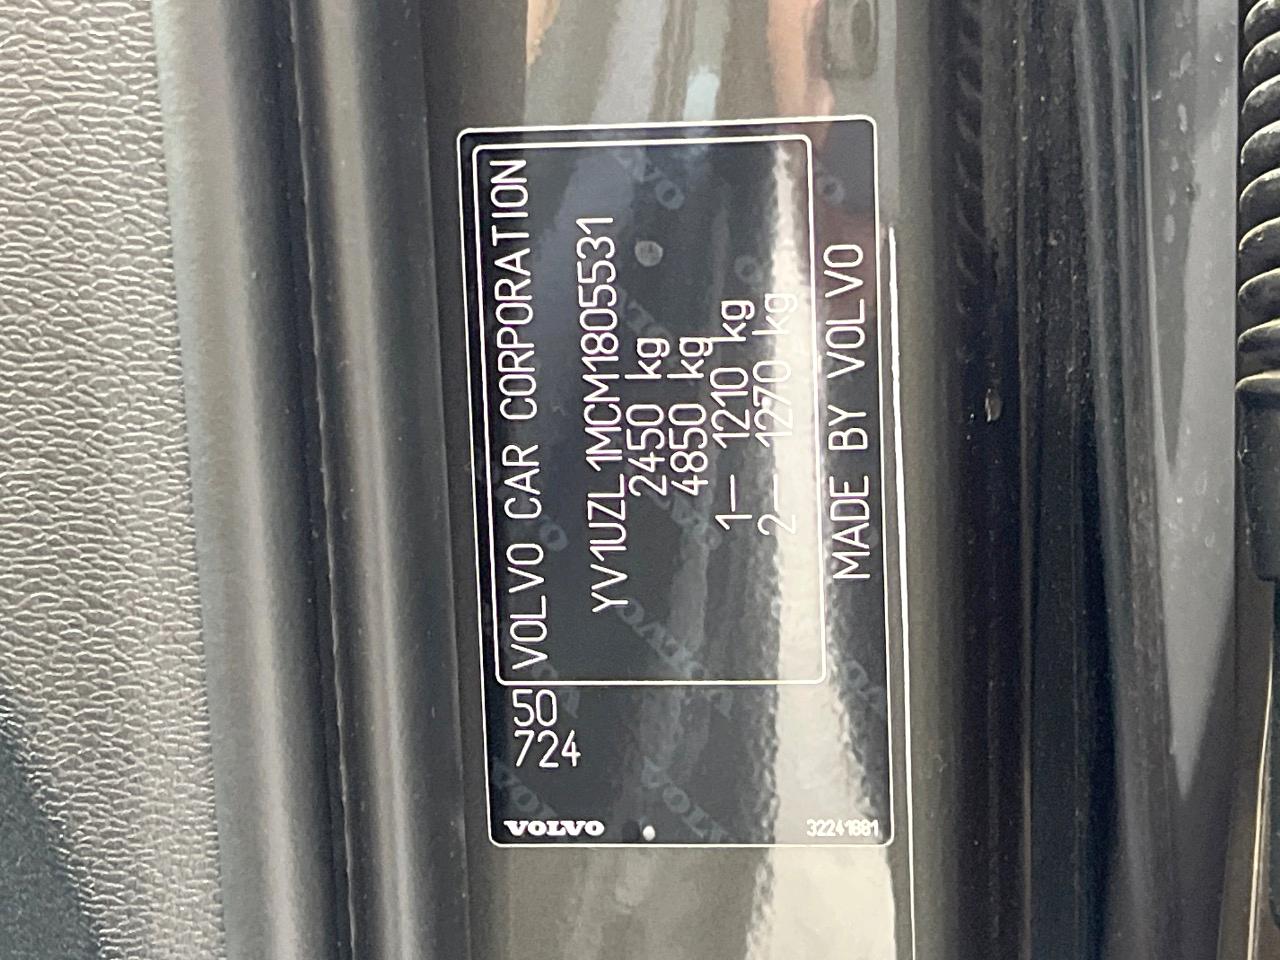 VOLVO CAR CORPORATION
YV1UZL1MCM1805531
2450 kg
4850 kg
1— 1210 kg
2— 1270 kg
MADE BY VOLVO
50
724
VOLVO
32241881